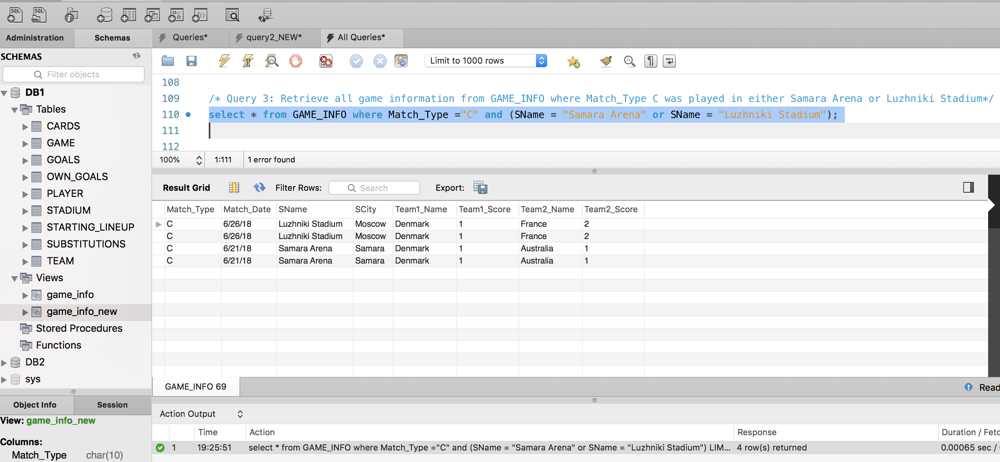 SQL SQL f()
Administration Schemas Queries* query2_NEW* All Queries*
SCHEMAS
Filter objects
DB1
Tables
CARDS
GAME
GOALS
OWN_GOALS
PLAYER
STADIUM
STARTING_LINEUP
SUBSTITUTIONS
TEAM
Views
game_info
game_info_new
Stored Procedures
Functions
DB2
sys
Object Info Session
View: game_info_new
Columns:
Match_Type char(10)
Limit to 1000 rows
108
109 /* Query 3: Retrieve all game information from GAME_INFO where Match_Type C was played in either Samara Arena or Luzhniki Stadium*/
110 select * from GAME_INFO where Match_Type ="C" and (SName = "Samara Arena" or SName = "Luzhniki Stadium");
111
112
100% 1:111 1 error found
Result Grid Filter Rows: Search Export:
Match_Type Match_Date SName SCity Team1_Name Team1_Score Team2_Name Team2_Score
C 6/26/18 Luzhniki Stadium Moscow Denmark 1 France 2
C 6/26/18 Luzhniki Stadium Moscow Denmark 1 France 2
C 6/21/18 Samara Arena Samara Denmark 1 Australia 1
C 6/21/18 Samara Arena Samara Denmark 1 Australia 1
GAME_INFO 69 Read
Action Output
Time Action Response Duration / Fetc
1 19:25:51 select * from GAME_INFO where Match_Type ="C" and (SName = "Samara Arena" or SName = "Luzhniki Stadium") LIM... 4 row(s) returned 0.00065 sec /